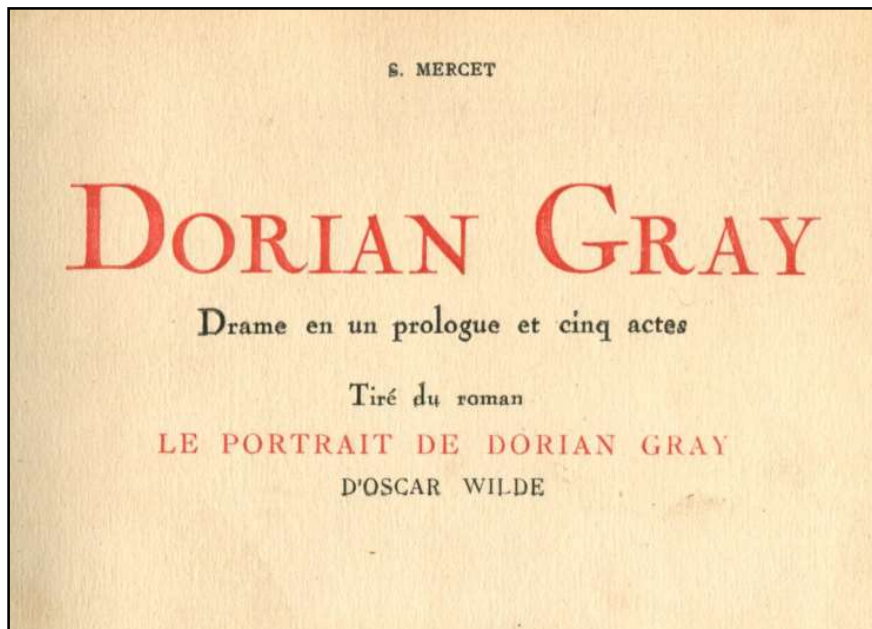 S. MERCET
DORIAN GRAY
Drame en un prologue et cinq actes
Tiré du roman
LE PORTRAIT DE DORIAN GRAY
D'OSCAR WILDE